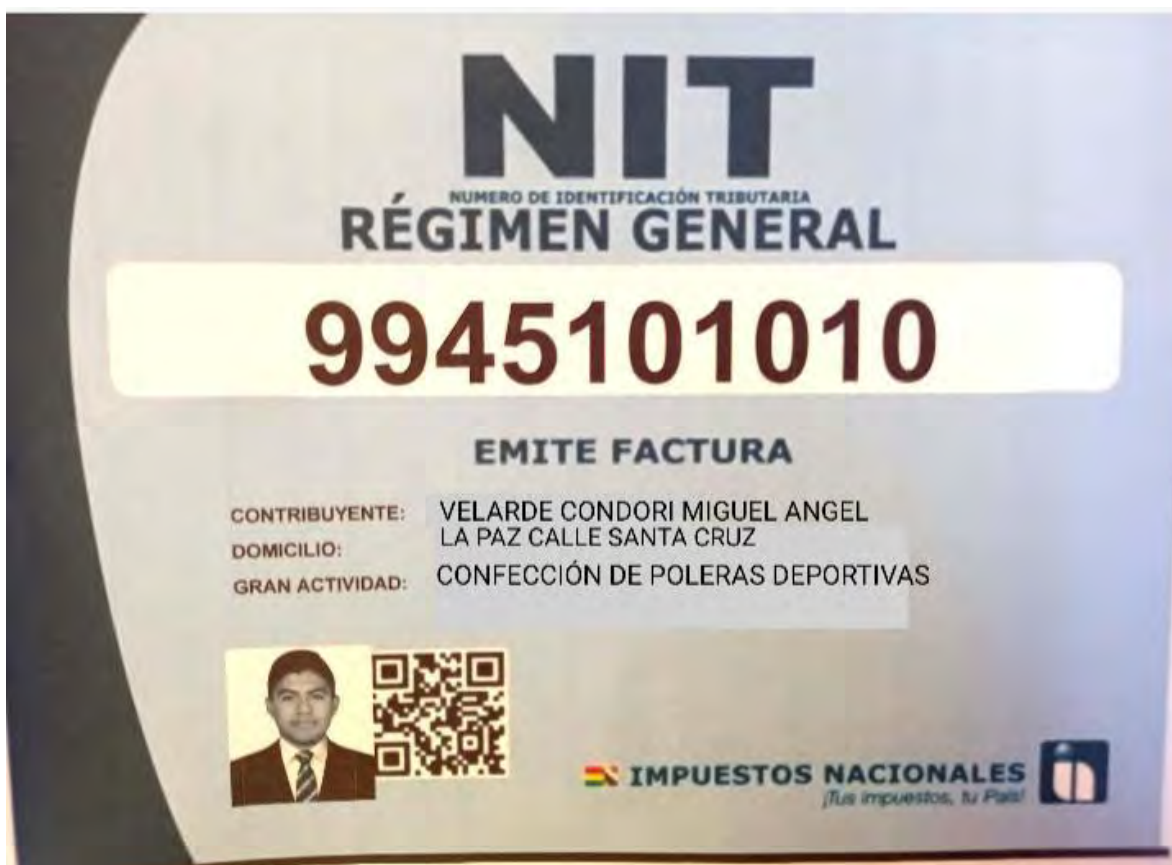 NIT
NUMERO DE IDENTIFICACIÓN TRIBUTARIA
RÉGIMEN GENERAL
9945101010
EMITE FACTURA
CONTRIBUYENTE: VELARDE CONDORI MIGUEL ANGEL
DOMICILIO: LA PAZ CALLE SANTA CRUZ
GRAN ACTIVIDAD: CONFECCIÓN DE POLERAS DEPORTIVAS
IMPUESTOS NACIONALES
¡Tus impuestos, tu País!
in